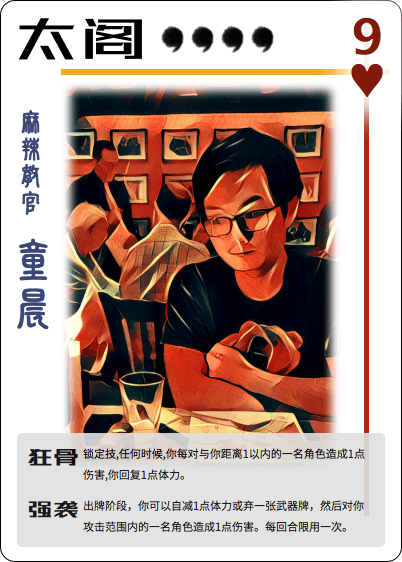 太阁
9
麻辣教官
童晨
狂骨 锁定技,任何时候,你每对与你距离1以内的一名角色造成1点
伤害,你回复1点体力。
强袭 出牌阶段，你可以自减1点体力或弃一张武器牌，然后对你
攻击范围内的一名角色造成1点伤害。每回合限用一次。